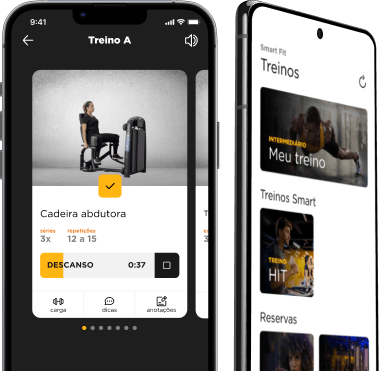 9:41
Treino A
Cadeira abdutora
séries
repetições
3x
12 a 15
DESCANSO
0:37
carga
dicas
anotações
T
3
Smart Fit
Treinos
INTERMEDIÁRIO
Meu treino
Treinos Smart
TREINO
HIT
Reservas